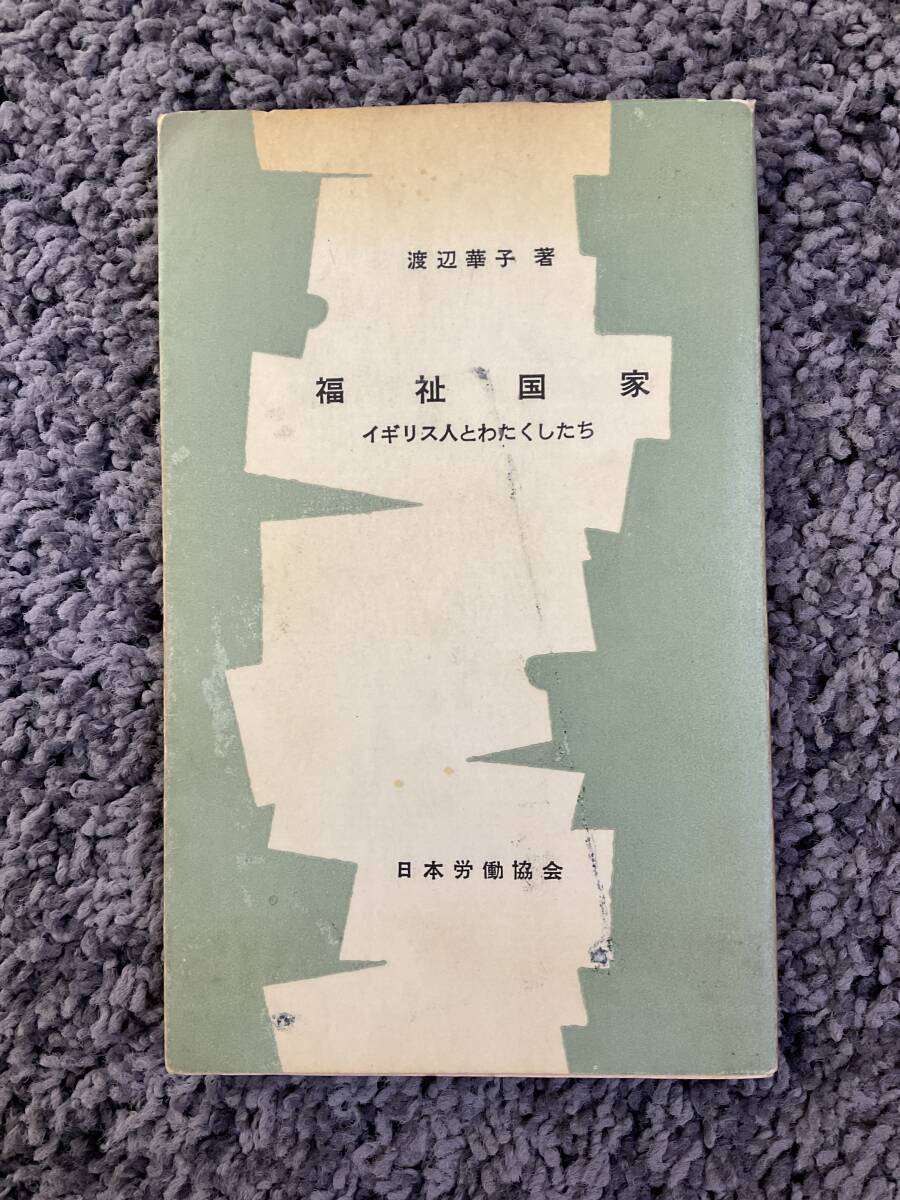 渡辺華子 著
福祉国家
イギリス人とわたくしたち
日本労働協会